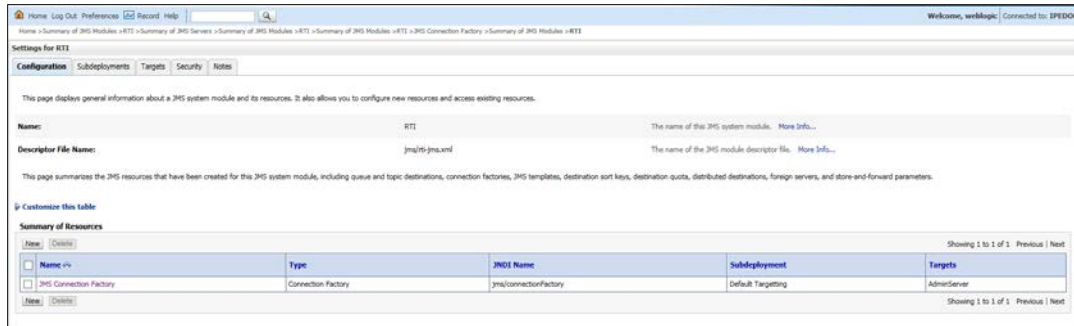 Home Log Out Preferences Record Help
Welcome, weblogic Connected to: IPEDO
Home >Summary of JMS Modules >RTI >Summary of JMS Servers >Summary of JMS Modules >RTI >Summary of JMS Modules >RTI >JMS Connection Factory >Summary of JMS Modules >RTI
Settings for RTI
Configuration Subdeployments Targets Security Notes
This page displays general information about a JMS system module and its resources. It also allows you to configure new resources and access existing resources.
Name: RTI The name of this JMS system module. More Info...
Descriptor File Name: jms/rti-jms.xml The name of the JMS module descriptor file. More Info...
This page summarizes the JMS resources that have been created for this JMS system module, including queue and topic destinations, connection factories, JMS templates, destination sort keys, destination quota, distributed destinations, foreign servers, and store-and-forward parameters.
Customize this table
Summary of Resources
New Delete Showing 1 to 1 of 1 Previous | Next
Name Type JNDI Name Subdeployment Targets
JMS Connection Factory Connection Factory jms/connectionFactory Default Targetting AdminServer
New Delete Showing 1 to 1 of 1 Previous | Next